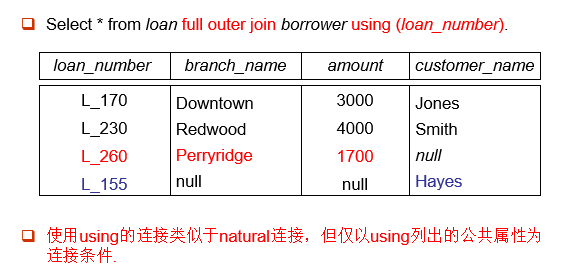 Select * from loan full outer join borrower using (loan_number).
loan_number branch_name amount customer_name
L_170 Downtown 3000 Jones
L_230 Redwood 4000 Smith
L_260 Perryridge 1700 null
L_155 null null Hayes
使用using的连接类似于natural连接，但仅以using列出的公共属性为
连接条件.